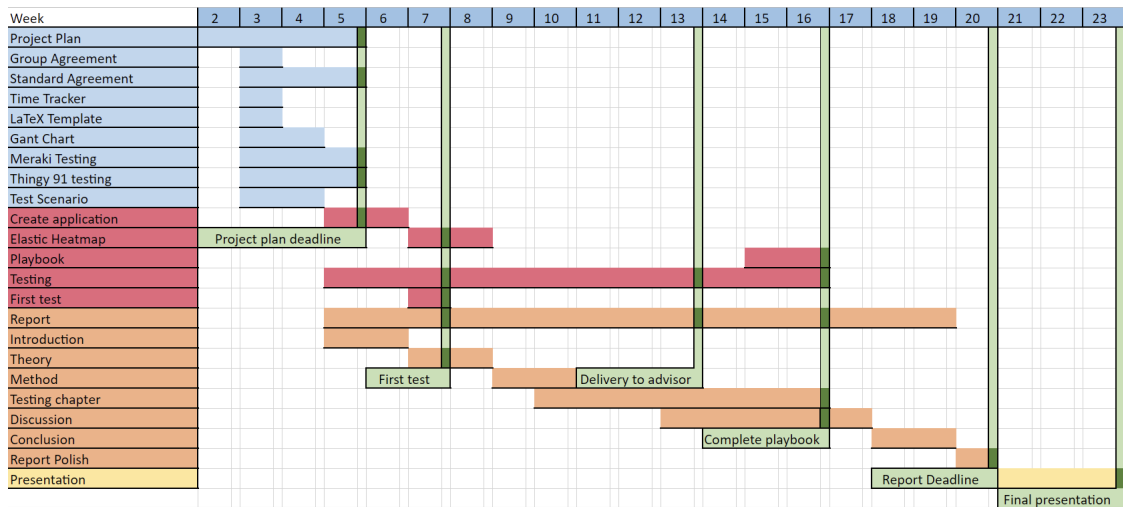 Week 2 3 4 5 6 7 8 9 10 11 12 13 14 15 16 17 18 19 20 21 22 23
Project Plan
Group Agreement
Standard Agreement
Time Tracker
LaTeX Template
Gant Chart
Meraki Testing
Thingy 91 testing
Test Scenario
Create application
Elastic Heatmap Project plan deadline
Playbook
Testing
First test
Report
Introduction
Theory
Method First test Delivery to advisor
Testing chapter
Discussion
Conclusion Complete playbook
Report Polish
Presentation Report Deadline
Final presentation